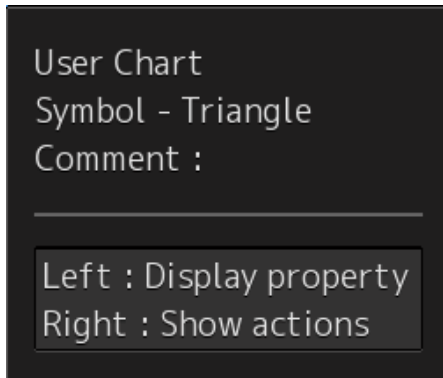 User Chart
Symbol - Triangle
Comment :
Left : Display property
Right : Show actions